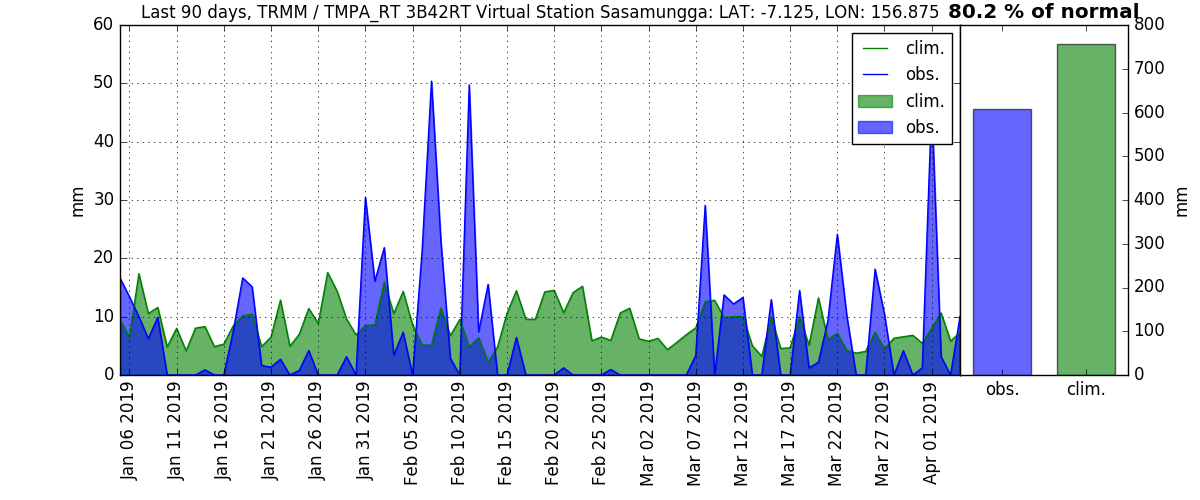 Last 90 days, TRMM / TMPA_RT 3B42RT Virtual Station Sasamungga: LAT: -7.125, LON: 156.875 80.2 % of normal
clim.
obs.
clim.
obs.
mm
60
50
40
30
20
10
0
800
700
600
500
400
300
200
100
0
mm
Jan 06 2019
Jan 11 2019
Jan 16 2019
Jan 21 2019
Jan 26 2019
Jan 31 2019
Feb 05 2019
Feb 10 2019
Feb 15 2019
Feb 20 2019
Feb 25 2019
Mar 02 2019
Mar 07 2019
Mar 12 2019
Mar 17 2019
Mar 22 2019
Mar 27 2019
Apr 01 2019
obs.
clim.